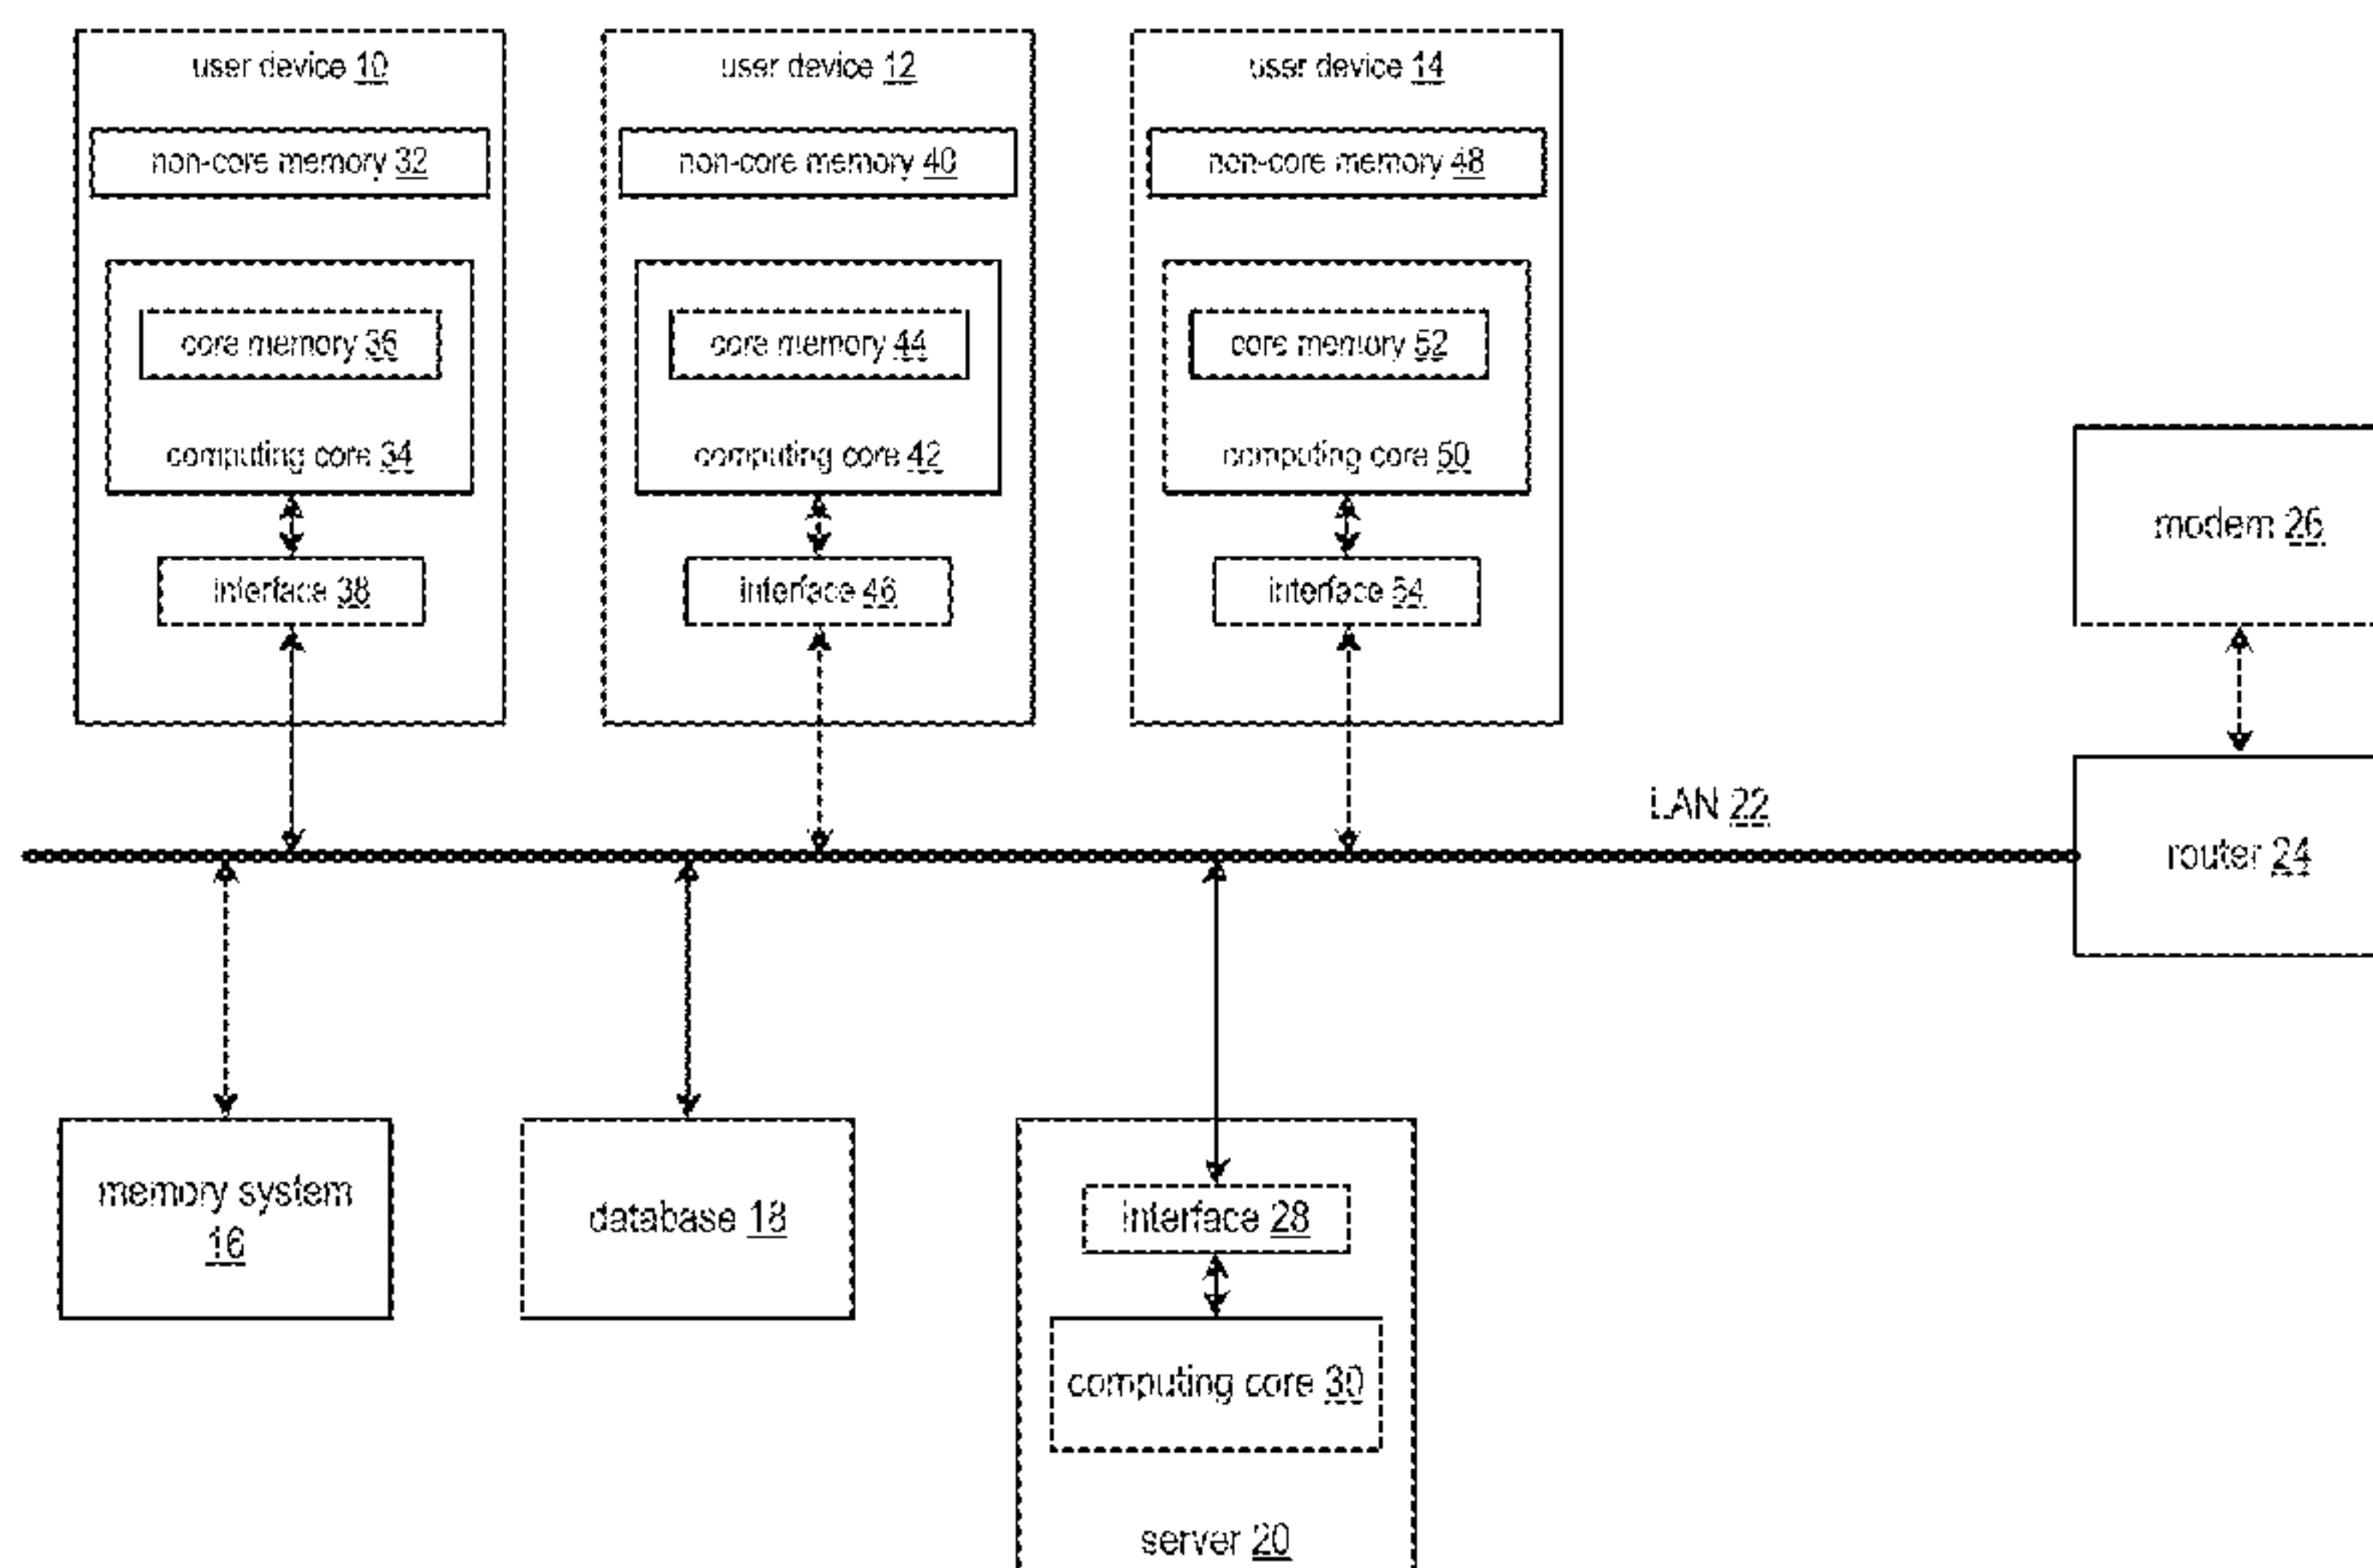 user device 10
non-core memory 32
core memory 36
computing core 34
interface 38
user device 12
non-core memory 40
core memory 44
computing core 42
interface 46
user device 14
non-core memory 48
core memory 52
computing core 50
interface 54
modem 26
LAN 22
router 24
memory system
16
database 18
interface 28
computing core 30
server 20